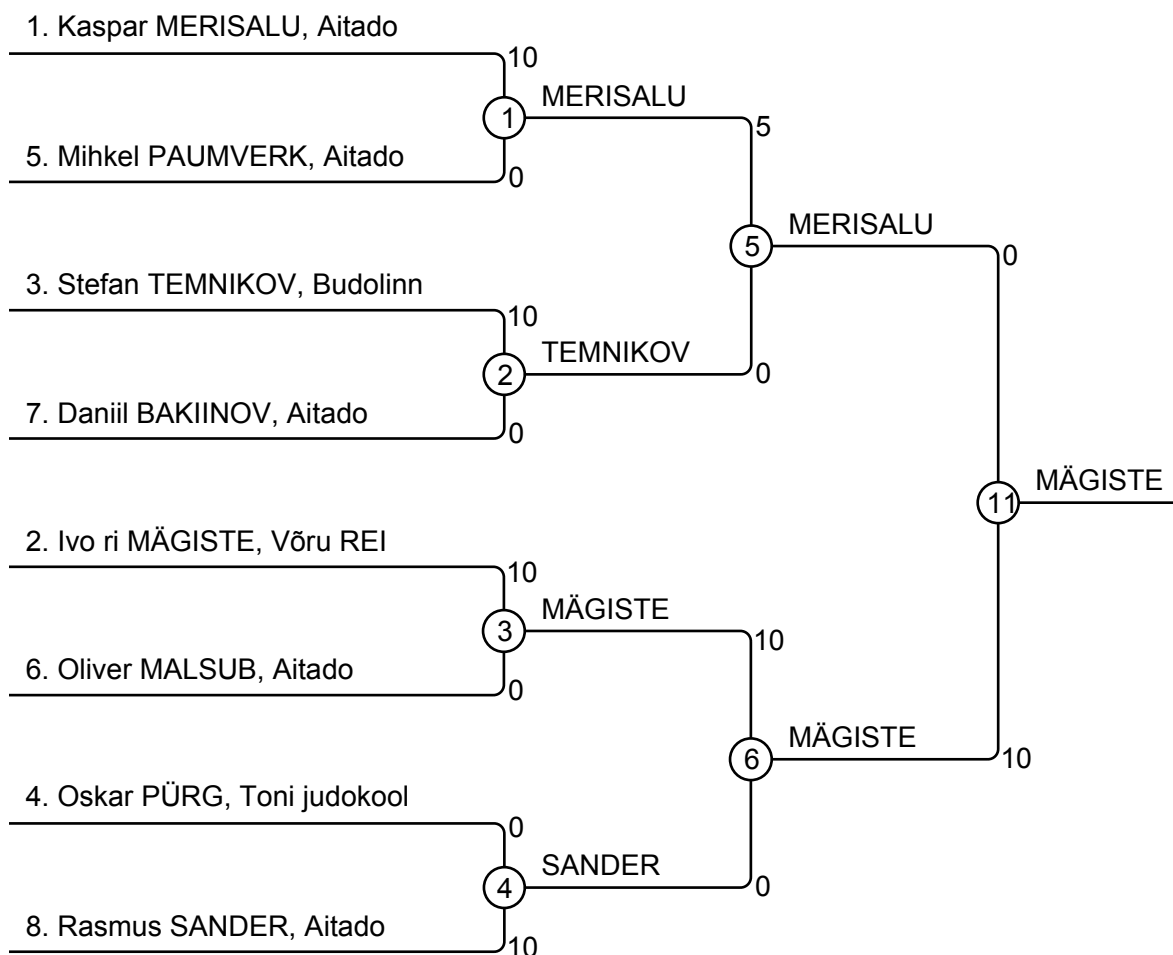 1. Kaspar MERISALU, Aitado
10
1
MERISALU
5
5. Mihkel PAUMVERK, Aitado
0
5
MERISALU
0
3. Stefan TEMNIKOV, Budolinn
10
2
TEMNIKOV
0
7. Daniil BAKIINOV, Aitado
0
11
MÄGISTE
2. Ivo ri MÄGISTE, Võru REI
10
3
MÄGISTE
10
6. Oliver MALSUB, Aitado
0
6
MÄGISTE
10
4. Oskar PÜRG, Toni judokool
0
4
SANDER
0
8. Rasmus SANDER, Aitado
10